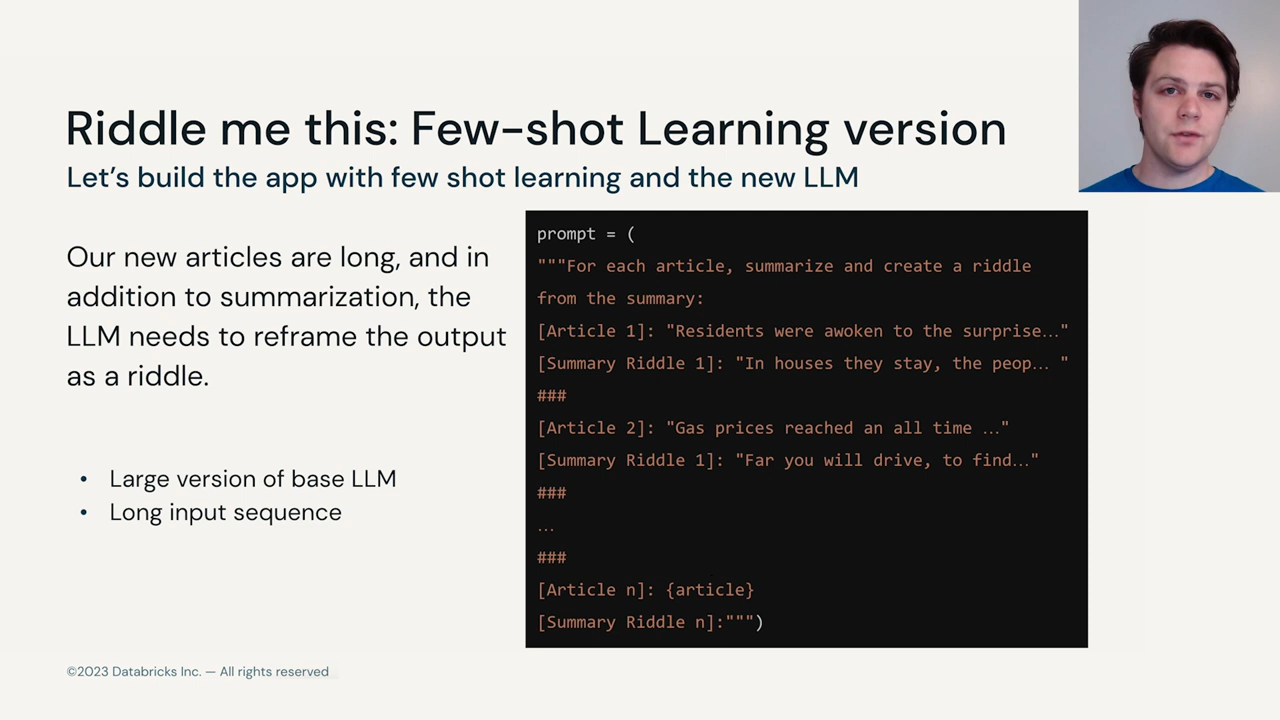 Riddle me this: Few-shot Learning version
Let's build the app with few shot learning and the new LLM
Our new articles are long, and in
addition to summarization, the
LLM needs to reframe the output
as a riddle.
• Large version of base LLM
• Long input sequence
prompt = (
"""For each article, summarize and create a riddle
from the summary:
[Article 1]: "Residents were awoken to the surprise…"
[Summary Riddle 1]: "In houses they stay, the peop… "
###
[Article 2]: "Gas prices reached an all time …"
[Summary Riddle 1]: "Far you will drive, to find…"
###
…
###
[Article n]: {article}
[Summary Riddle n]:""")
©2023 Databricks Inc. — All rights reserved